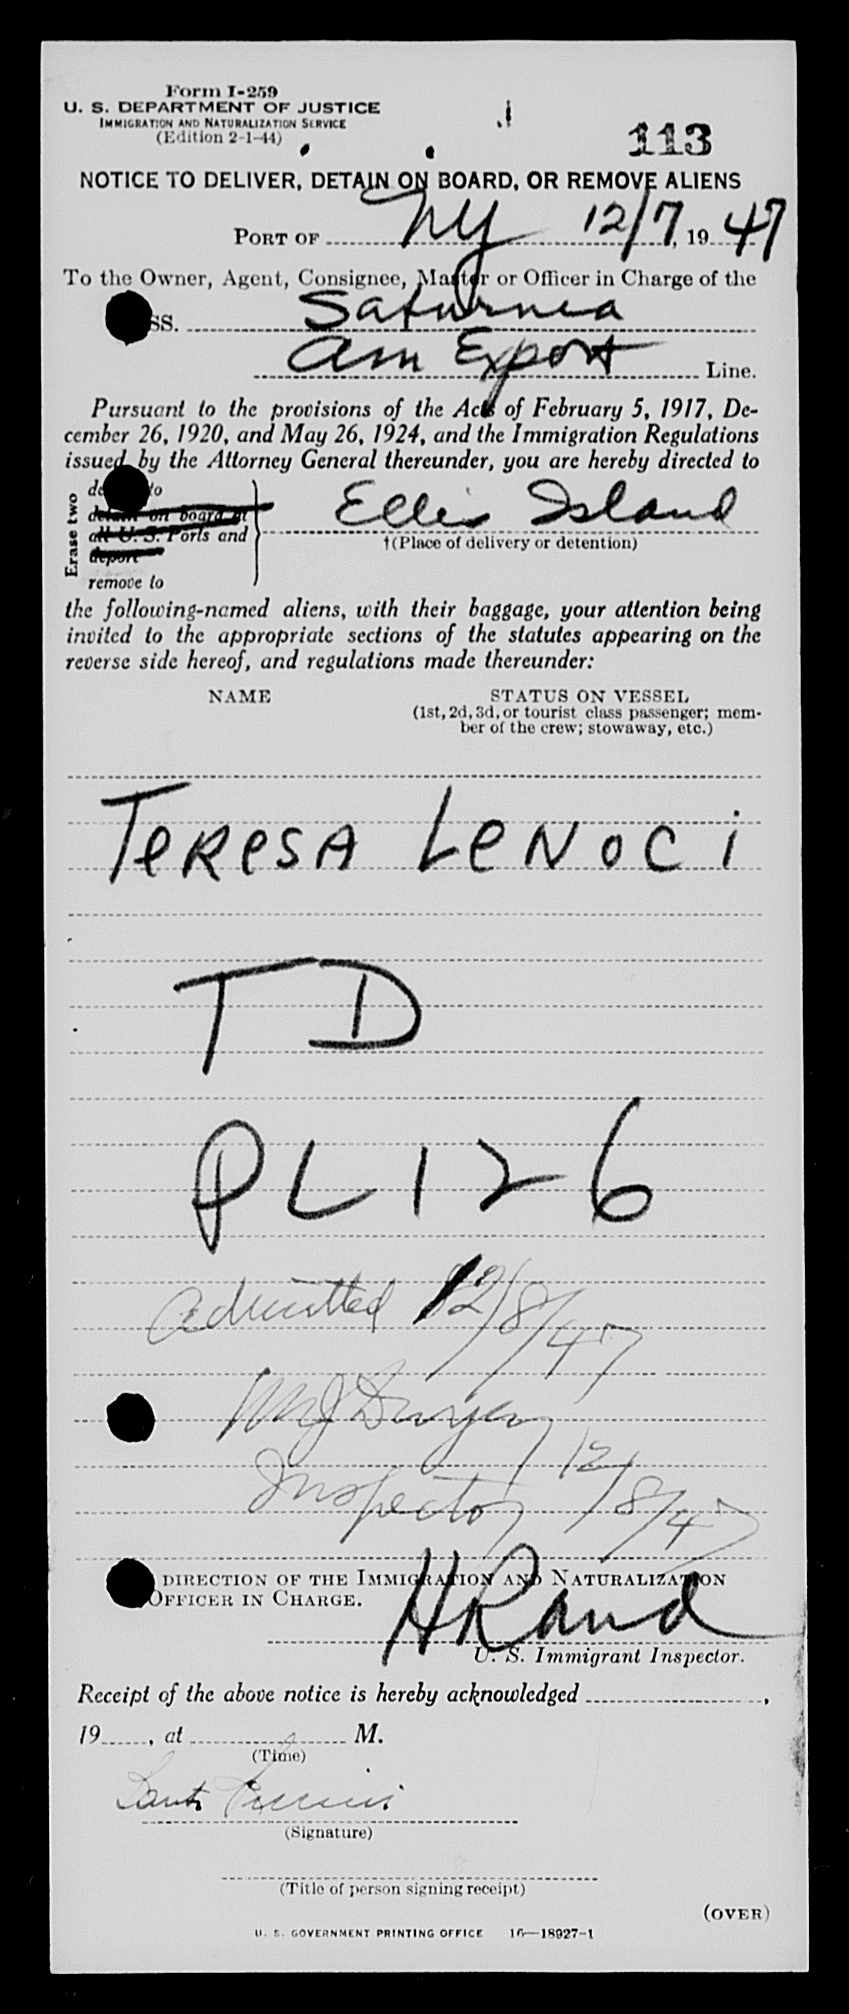 Form I-259
U. S. DEPARTMENT OF JUSTICE
IMMIGRATION AND NATURALIZATION SERVICE
(Edition 2-1-44)
113
NOTICE TO DELIVER, DETAIN ON BOARD, OR REMOVE ALIENS
PORT OF NY 12/7, 19 47
To the Owner, Agent, Consignee, Master or Officer in Charge of the
SS. Saturnia
Am Export Line.
Pursuant to the provisions of the Acts of February 5, 1917, De-
cember 26, 1920, and May 26, 1924, and the Immigration Regulations
issued by the Attorney General thereunder, you are hereby directed to
Erase two
to
detain on board at
all U. S. Ports and
deport
remove to
Ellis Island
†(Place of delivery or detention)
the following-named aliens, with their baggage, your attention being
invited to the appropriate sections of the statutes appearing on the
reverse side hereof, and regulations made thereunder:
NAME STATUS ON VESSEL
(1st, 2d, 3d, or tourist class passenger; mem-
ber of the crew; stowaway, etc.)
TERESA LENOCI
TD
PL 126
Admitted 12/8/47
Inspector 12/8/47
DIRECTION OF THE IMMIGRATION AND NATURALIZATION
OFFICER IN CHARGE.
H Rand
U. S. Immigrant Inspector.
Receipt of the above notice is hereby acknowledged ,
19 , at M.
(Time)
(Signature)
(Title of person signing receipt)
(OVER)
U. S. GOVERNMENT PRINTING OFFICE 16—18927-1